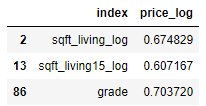 index price_log
2 sqft_living_log 0.674829
13 sqft_living15_log 0.607167
86 grade 0.703720